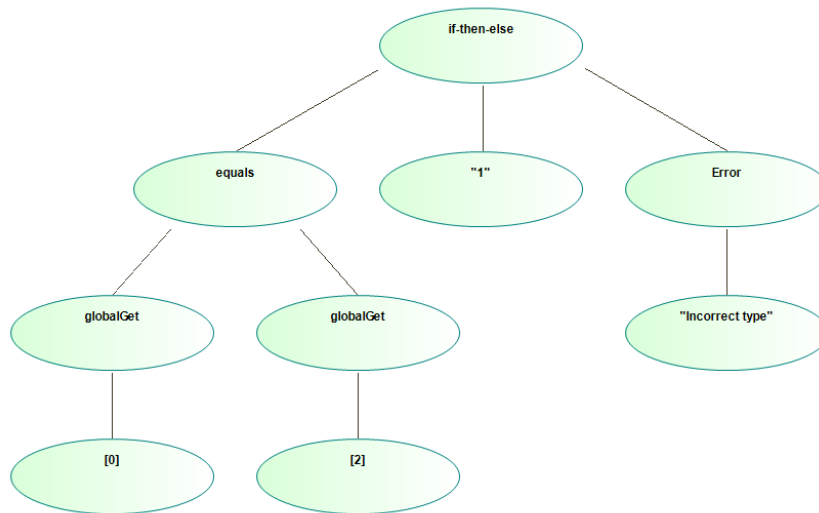 if-then-else
equals
"1"
Error
globalGet
globalGet
"Incorrect type"
[0]
[2]